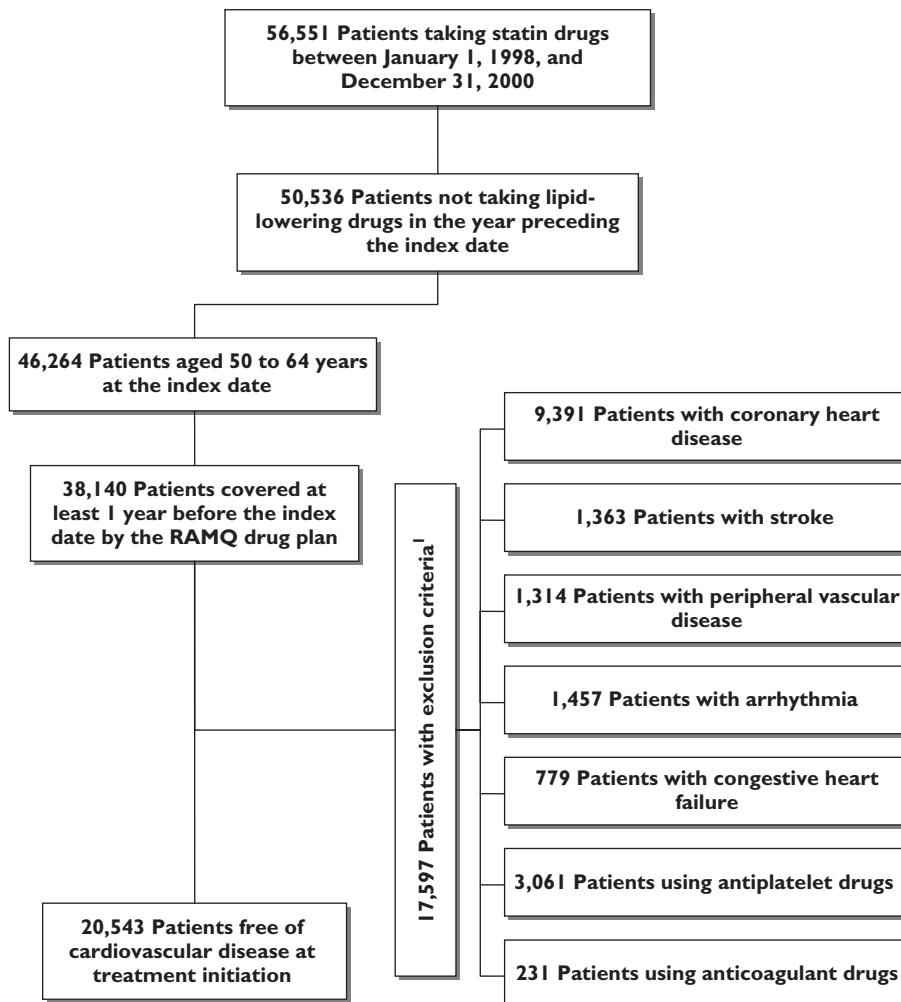 56,551 Patients taking statin drugs
between January 1, 1998, and
December 31, 2000
50,536 Patients not taking lipid-
lowering drugs in the year preceding
the index date
46,264 Patients aged 50 to 64 years
at the index date
38,140 Patients covered at
least 1 year before the index
date by the RAMQ drug plan
17,597 Patients with exclusion criteria¹
9,391 Patients with coronary heart
disease
1,363 Patients with stroke
1,314 Patients with peripheral vascular
disease
1,457 Patients with arrhythmia
779 Patients with congestive heart
failure
3,061 Patients using antiplatelet drugs
231 Patients using anticoagulant drugs
20,543 Patients free of
cardiovascular disease at
treatment initiation